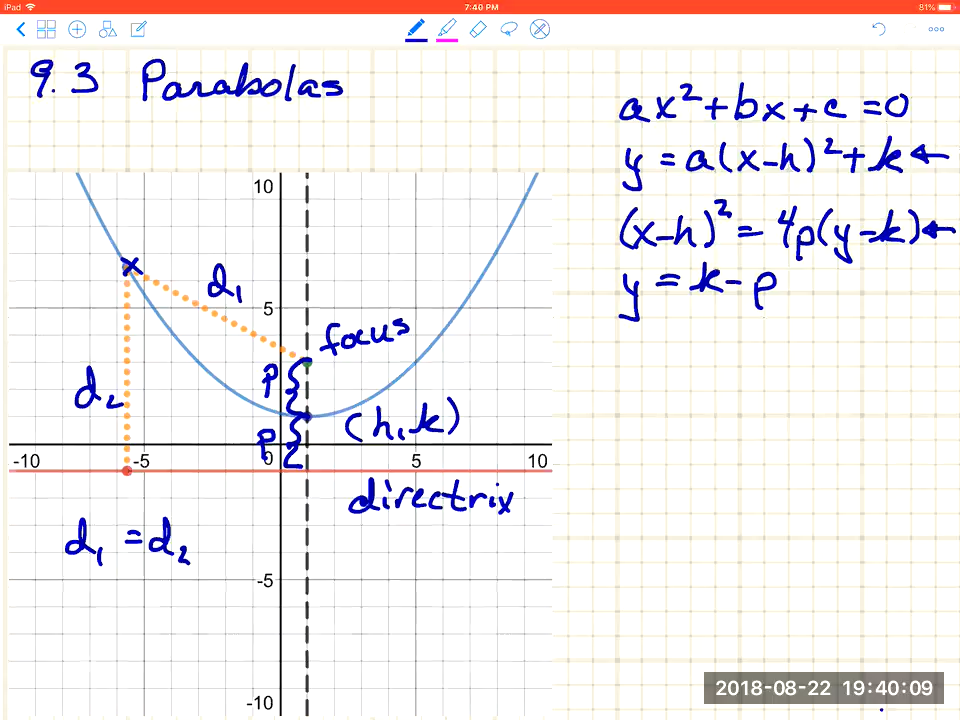 iPad 7:40 PM 81%
9.3 Parabolas
ax² + bx + c = 0
y = a(x-h)² + k ←
(x-h)² = 4p(y-k) ←
y = k - p
10
5
0
-5
-10
-10 -5 5 10
x
d₁
d₂
focus
p
p
(h,k)
directrix
d₁ = d₂
2018-08-22 19:40:09